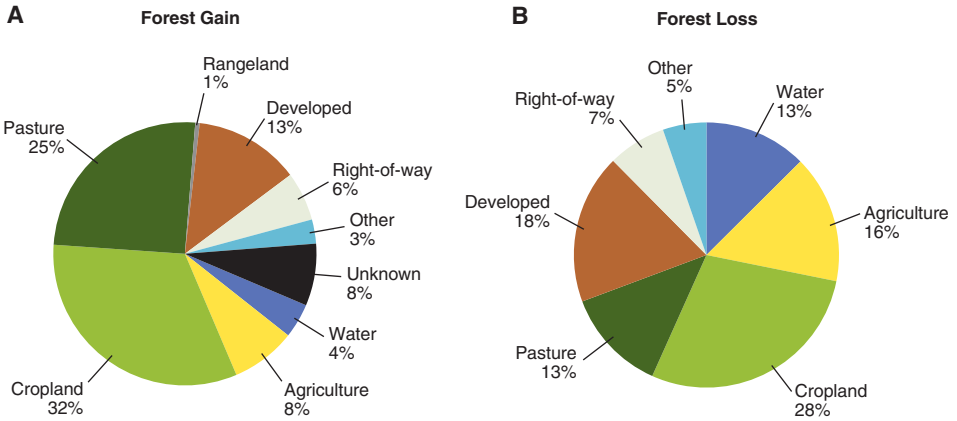 A
Forest Gain
Rangeland
1%
Developed
13%
Pasture
25%
Right-of-way
6%
Other
3%
Unknown
8%
Water
4%
Agriculture
8%
Cropland
32%
B
Forest Loss
Other
5%
Water
13%
Right-of-way
7%
Agriculture
16%
Developed
18%
Pasture
13%
Cropland
28%